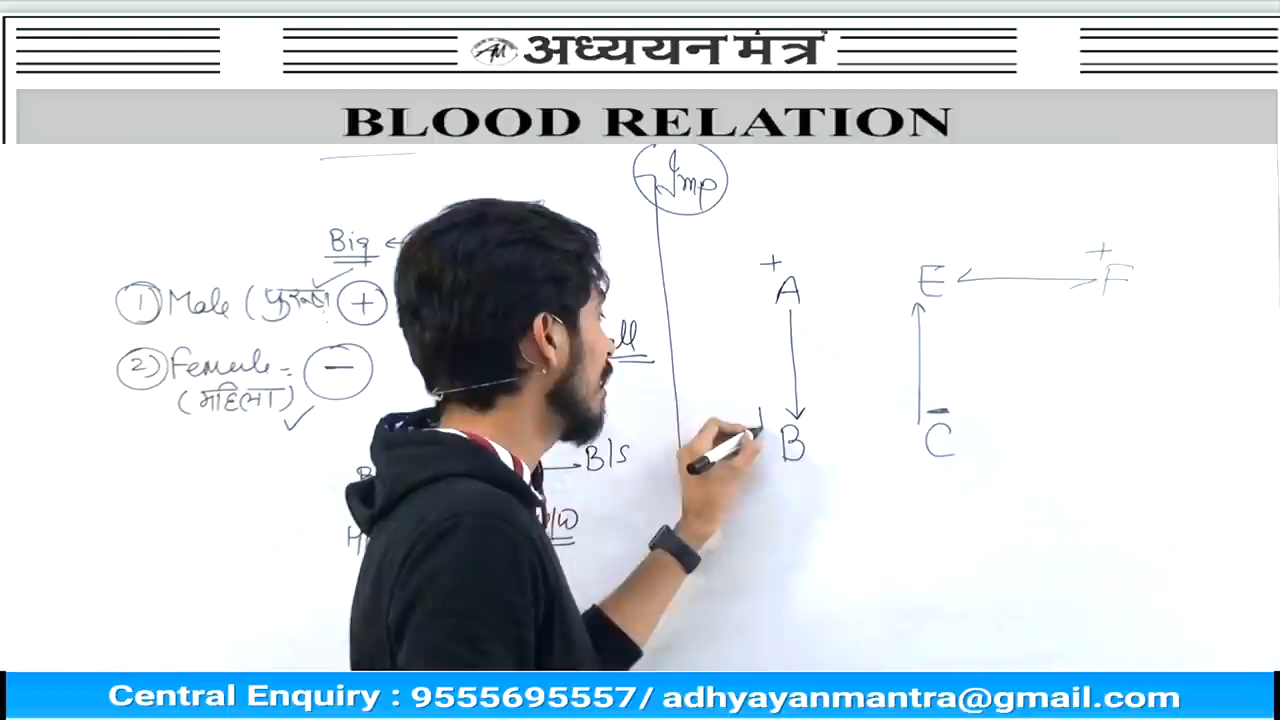 अध्ययन मंत्र
BLOOD RELATION
Imp
Big
1) Male (पुरुष) +
2) Female = −
(महिला)
B/S
+
A
B
E
+
F
−
C
Central Enquiry : 9555695557/ adhyayanmantra@gmail.com